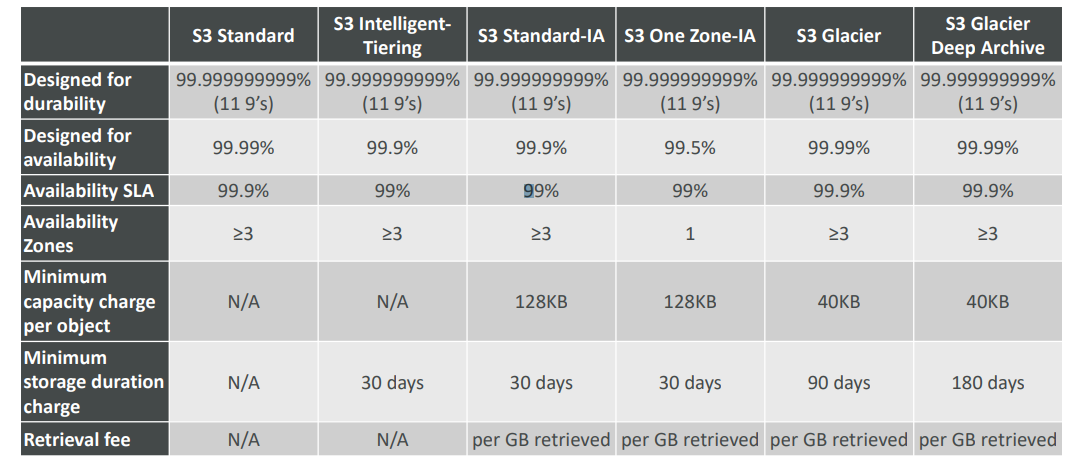 S3 Standard S3 Intelligent-Tiering S3 Standard-IA S3 One Zone-IA S3 Glacier S3 Glacier Deep Archive
Designed for durability 99.999999999% (11 9’s) 99.999999999% (11 9’s) 99.999999999% (11 9’s) 99.999999999% (11 9’s) 99.999999999% (11 9’s) 99.999999999% (11 9’s)
Designed for availability 99.99% 99.9% 99.9% 99.5% 99.99% 99.99%
Availability SLA 99.9% 99% 99% 99% 99.9% 99.9%
Availability Zones ≥3 ≥3 ≥3 1 ≥3 ≥3
Minimum capacity charge per object N/A N/A 128KB 128KB 40KB 40KB
Minimum storage duration charge N/A 30 days 30 days 30 days 90 days 180 days
Retrieval fee N/A N/A per GB retrieved per GB retrieved per GB retrieved per GB retrieved